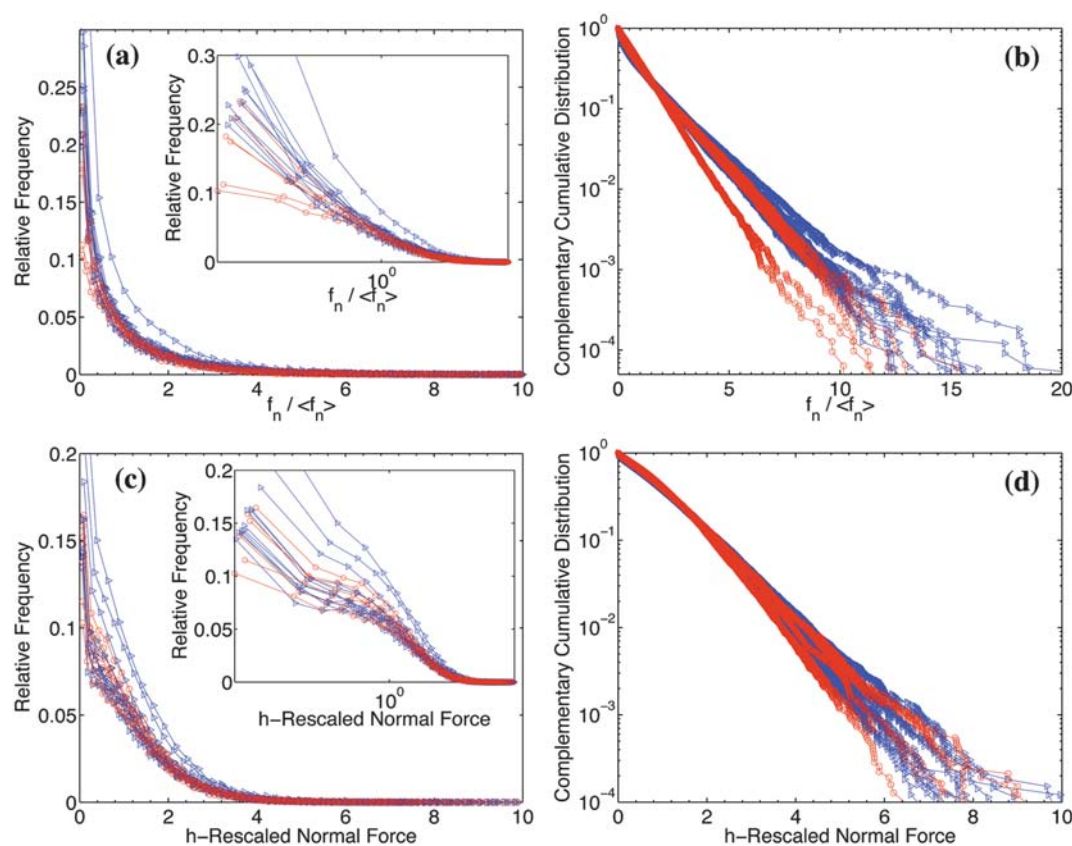 (a)
Relative Frequency
0.25
0.2
0.15
0.1
0.05
0
0 2 4 6 8 10
f_n / <f_n>
Relative Frequency
0.3
0.2
0.1
0
10^0
f_n / <f_n>
(b)
Complementary Cumulative Distribution
10^0
10^-1
10^-2
10^-3
10^-4
0 5 10 15 20
f_n / <f_n>
(c)
Relative Frequency
0.2
0.15
0.1
0.05
0
0 2 4 6 8 10
h-Rescaled Normal Force
Relative Frequency
0.2
0.15
0.1
0.05
0
10^0
h-Rescaled Normal Force
(d)
Complementary Cumulative Distribution
10^0
10^-1
10^-2
10^-3
10^-4
0 2 4 6 8 10
h-Rescaled Normal Force